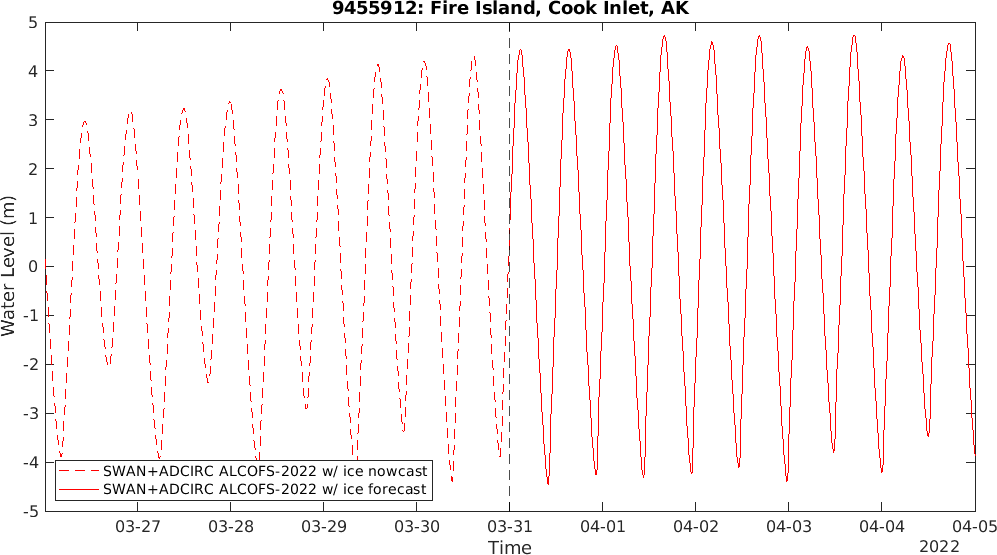 9455912: Fire Island, Cook Inlet, AK
5
4
3
2
1
0
-1
-2
-3
-4
-5
Water Level (m)
SWAN+ADCIRC ALCOFS-2022 w/ ice nowcast
SWAN+ADCIRC ALCOFS-2022 w/ ice forecast
03-27 03-28 03-29 03-30 03-31 04-01 04-02 04-03 04-04 04-05
Time
2022